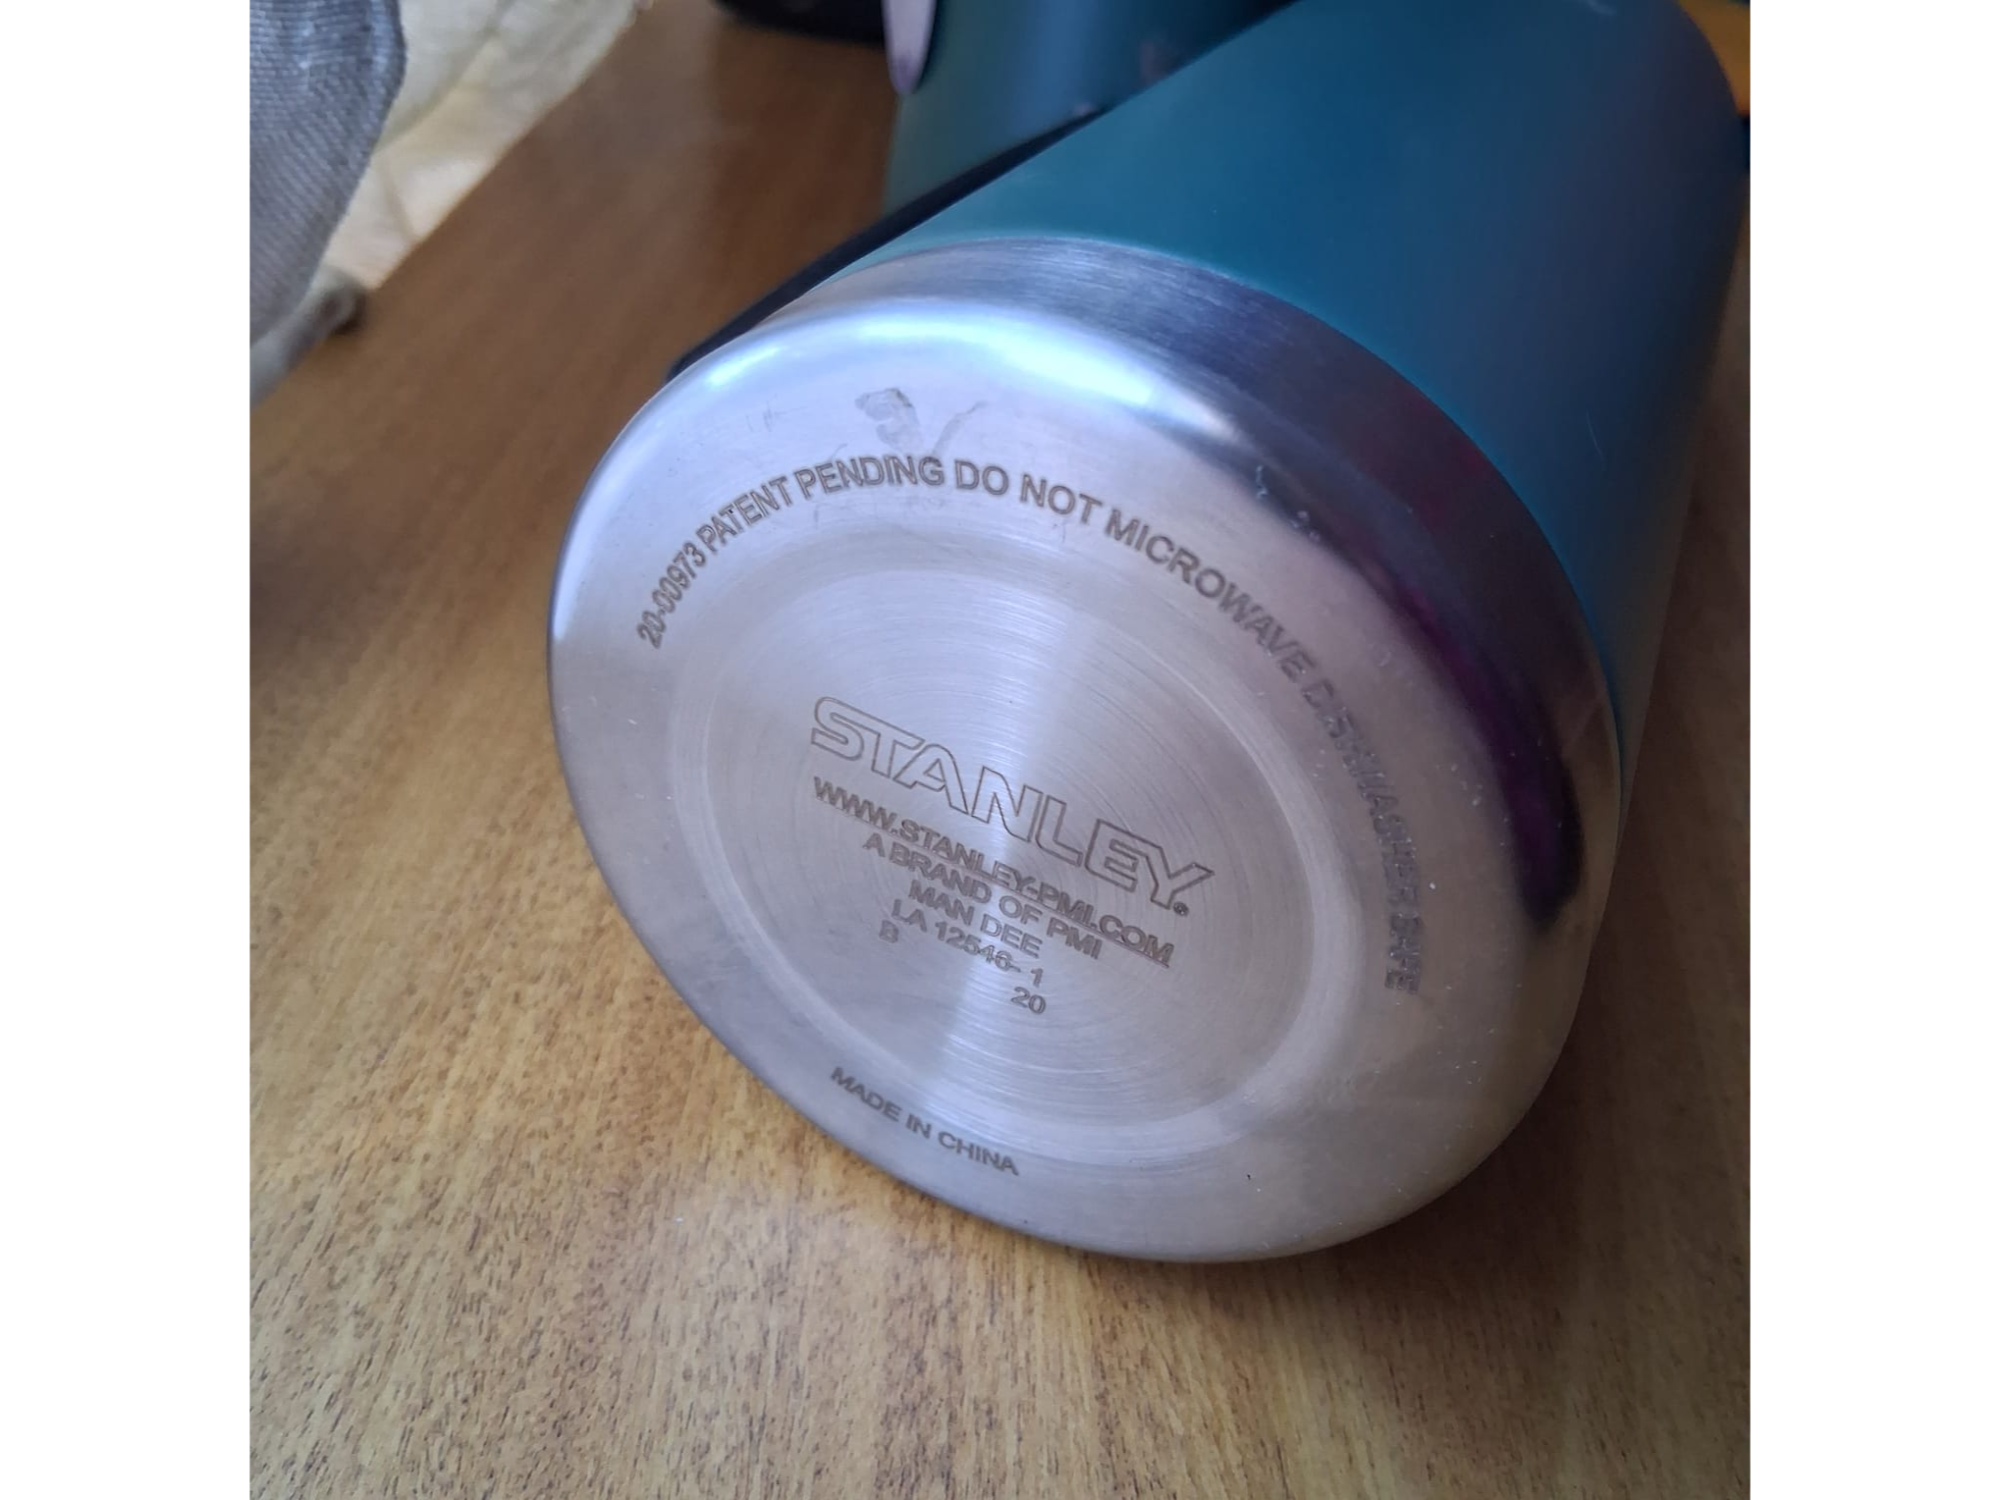 20-00973 PATENT PENDING DO NOT MICROWAVE DISHWASHER SAFE
STANLEY®
WWW.STANLEY-PMI.COM
A BRAND OF PMI
MAN DEE
LA 12546- 1
B 20
MADE IN CHINA